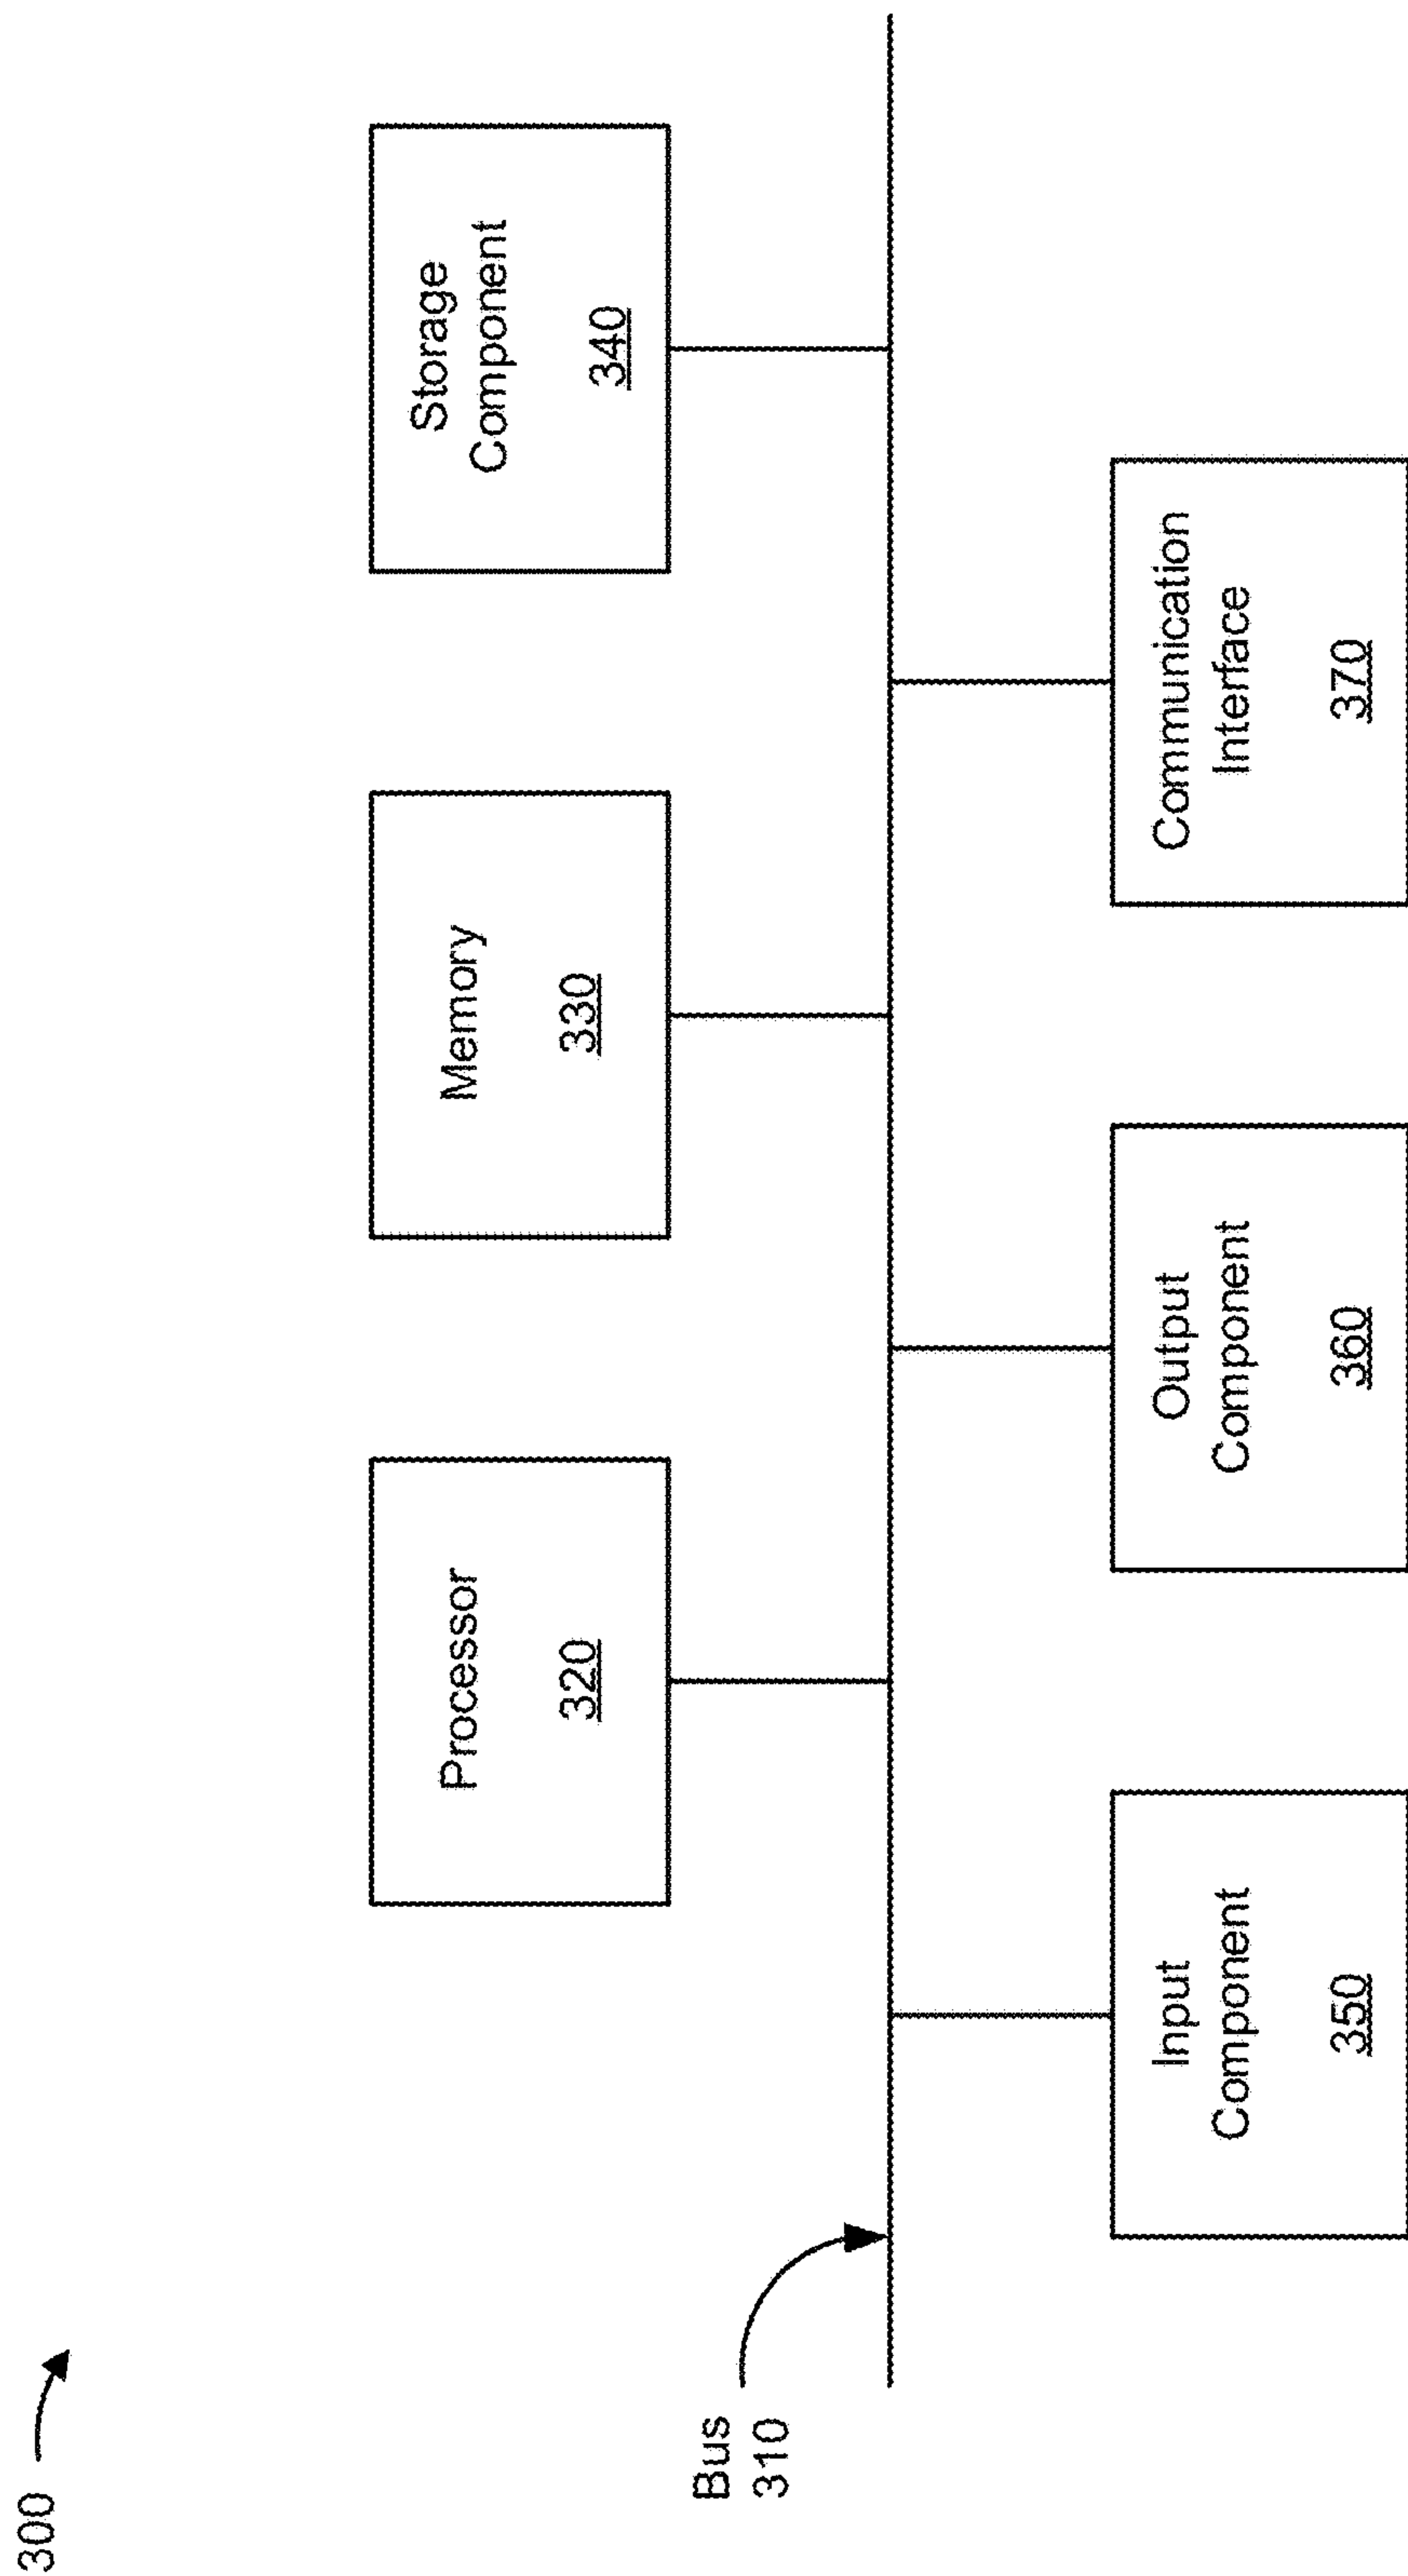 300
Processor
320
Memory
330
Storage
Component
340
Bus
310
Input
Component
350
Output
Component
360
Communication
Interface
370